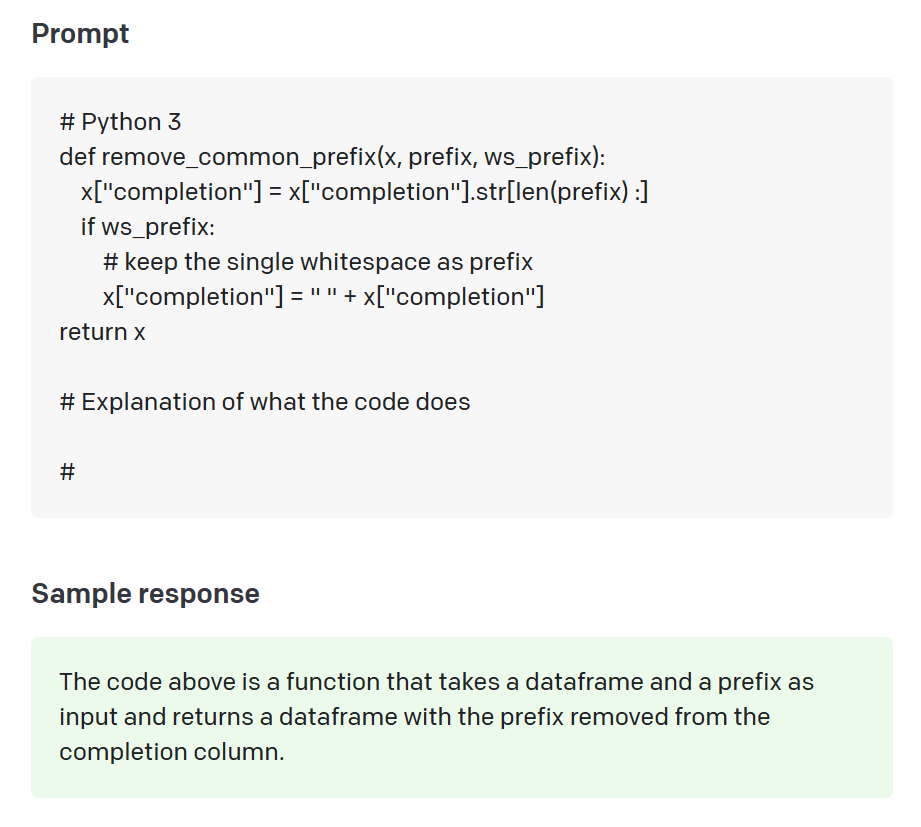 Prompt
# Python 3
def remove_common_prefix(x, prefix, ws_prefix):
    x["completion"] = x["completion"].str[len(prefix) :]
    if ws_prefix:
        # keep the single whitespace as prefix
        x["completion"] = " " + x["completion"]
return x

# Explanation of what the code does

#
Sample response
The code above is a function that takes a dataframe and a prefix as
input and returns a dataframe with the prefix removed from the
completion column.